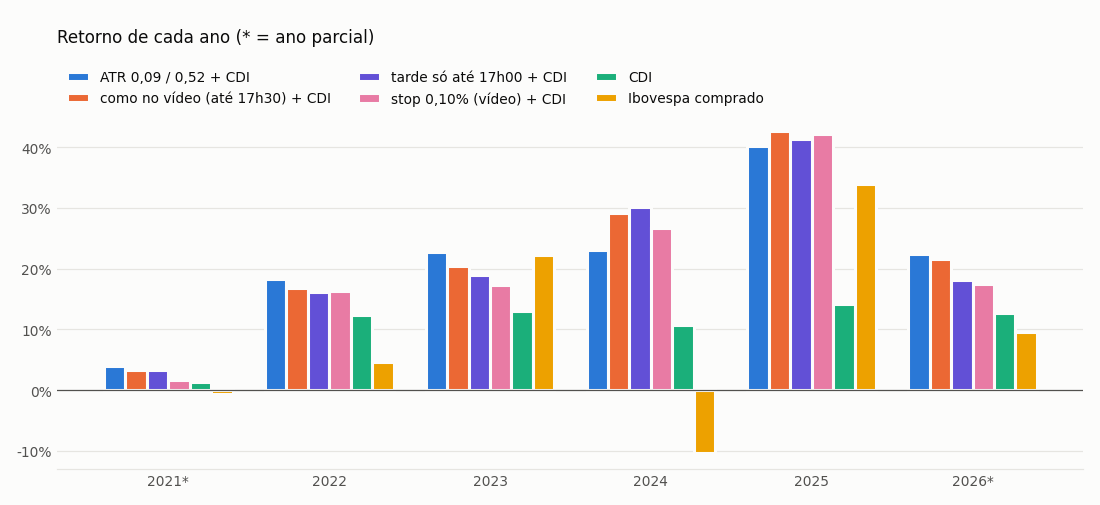 Retorno de cada ano (* = ano parcial)
ATR 0,09 / 0,52 + CDI
como no vídeo (até 17h30) + CDI
tarde só até 17h00 + CDI
stop 0,10% (vídeo) + CDI
CDI
Ibovespa comprado
40%
30%
20%
10%
0%
-10%
2021* 2022 2023 2024 2025 2026*